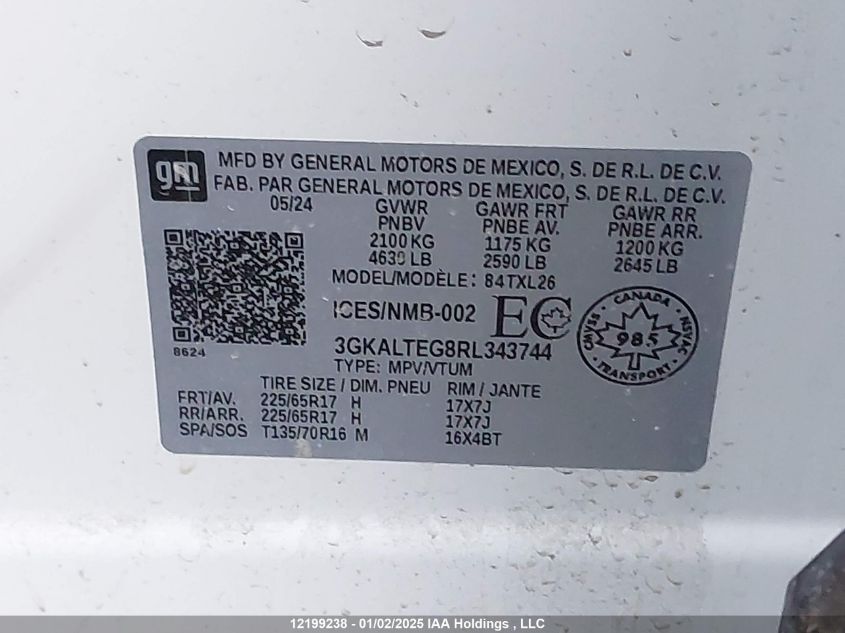 gm
MFD BY GENERAL MOTORS DE MEXICO, S. DE R.L. DE C.V.
FAB. PAR GENERAL MOTORS DE MEXICO, S. DE R.L. DE C.V.
05/24 GVWR GAWR FRT GAWR RR
PNBV PNBE AV. PNBE ARR.
2100 KG 1175 KG 1200 KG
4630 LB 2590 LB 2645 LB
MODEL/MODÈLE: 84TXL26
ICES/NMB-002 EC
8624
3GKALTEG8RL343744
TYPE: MPV/VTUM
CANADA
CMVSS 985 NSVAC
TRANSPORT
TIRE SIZE / DIM. PNEU RIM / JANTE
FRT/AV. 225/65R17 H 17X7J
RR/ARR. 225/65R17 H 17X7J
SPA/SOS T135/70R16 M 16X4BT
12199238 - 01/02/2025 IAA Holdings , LLC